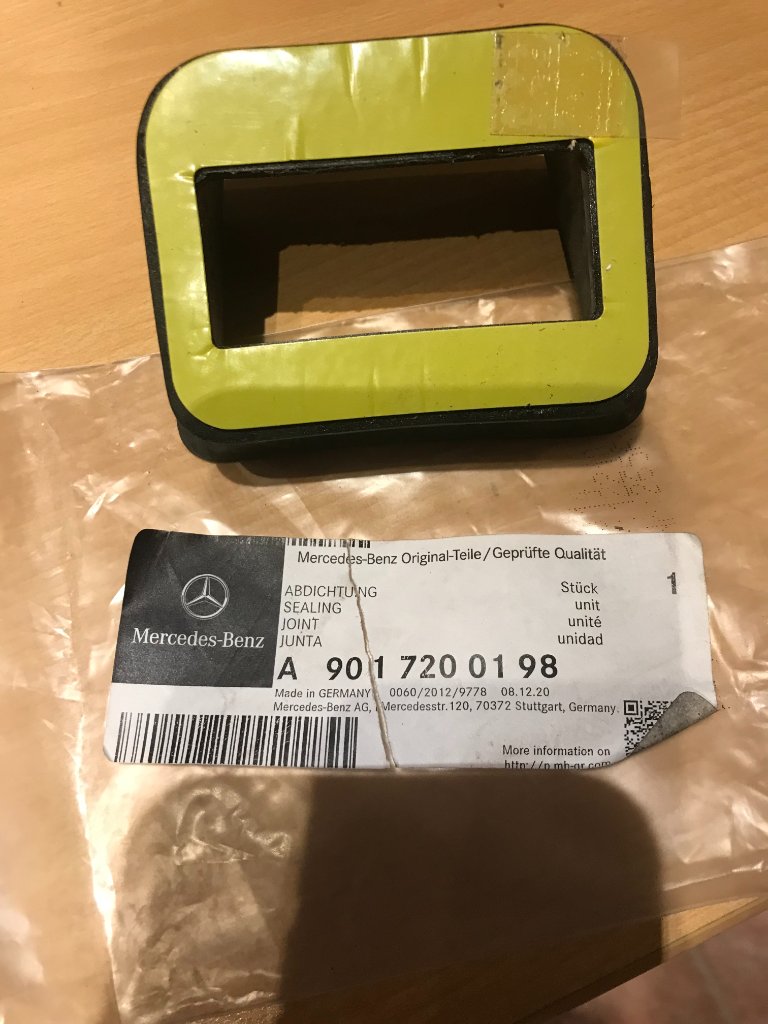 Mercedes-Benz Original-Teile/Geprüfte Qualität
ABDICHTUNG Stück
SEALING unit
JOINT unité
JUNTA unidad
1
Mercedes-Benz
A 901 720 01 98
Made in GERMANY 0060/2012/9778 08.12.20
Mercedes-Benz AG, Mercedesstr.120, 70372 Stuttgart, Germany.
More information on